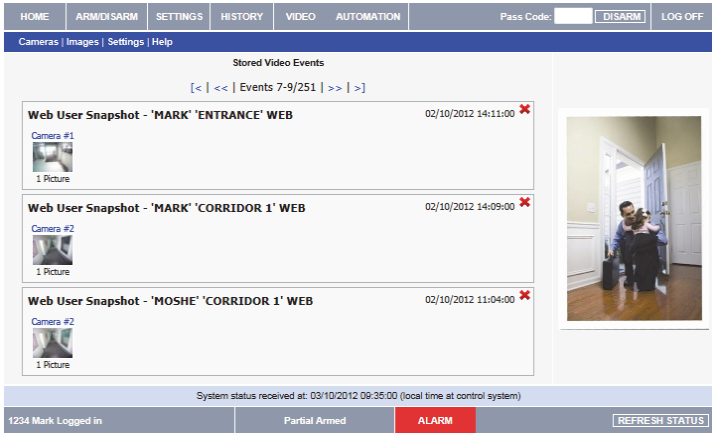 HOME ARM/DISARM SETTINGS HISTORY VIDEO AUTOMATION Pass Code: DISARM LOG OFF
Cameras | Images | Settings | Help
Stored Video Events
[< | << | Events 7-9/251 | >> | >]
Web User Snapshot - 'MARK' 'ENTRANCE' WEB 02/10/2012 14:11:00
Camera #1
1 Picture
Web User Snapshot - 'MARK' 'CORRIDOR 1' WEB 02/10/2012 14:09:00
Camera #2
1 Picture
Web User Snapshot - 'MOSHE' 'CORRIDOR 1' WEB 02/10/2012 11:04:00
Camera #2
1 Picture
System status received at: 03/10/2012 09:35:00 (local time at control system)
1234 Mark Logged in Partial Armed ALARM REFRESH STATUS